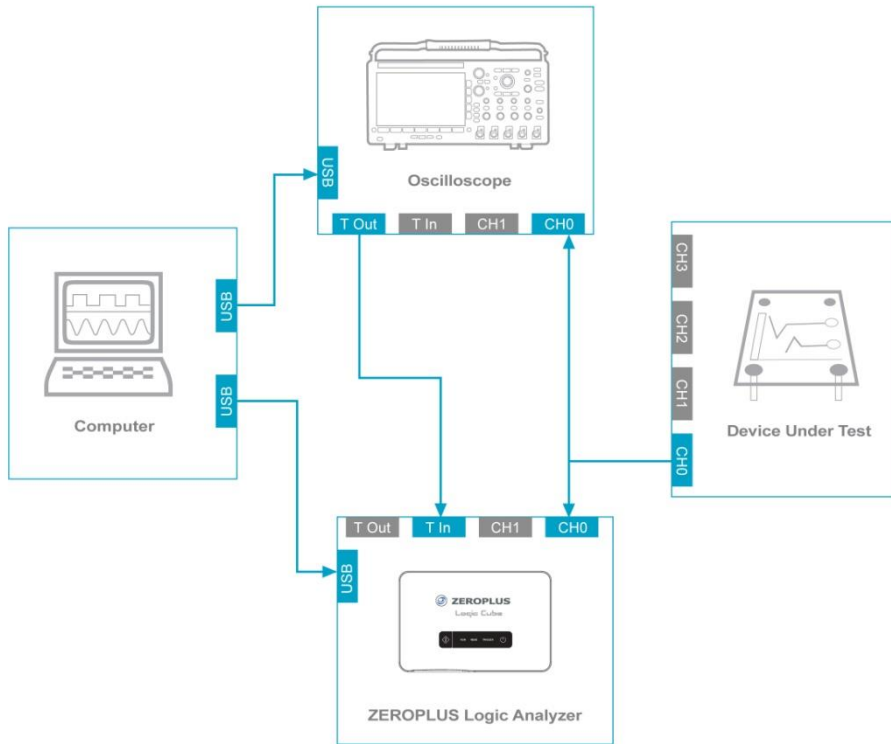 USB
Oscilloscope
T Out
T In
CH1
CH0
USB
USB
Computer
CH3
CH2
CH1
CH0
Device Under Test
T Out
T In
CH1
CH0
USB
ZEROPLUS
Logic Cube
ZEROPLUS Logic Analyzer